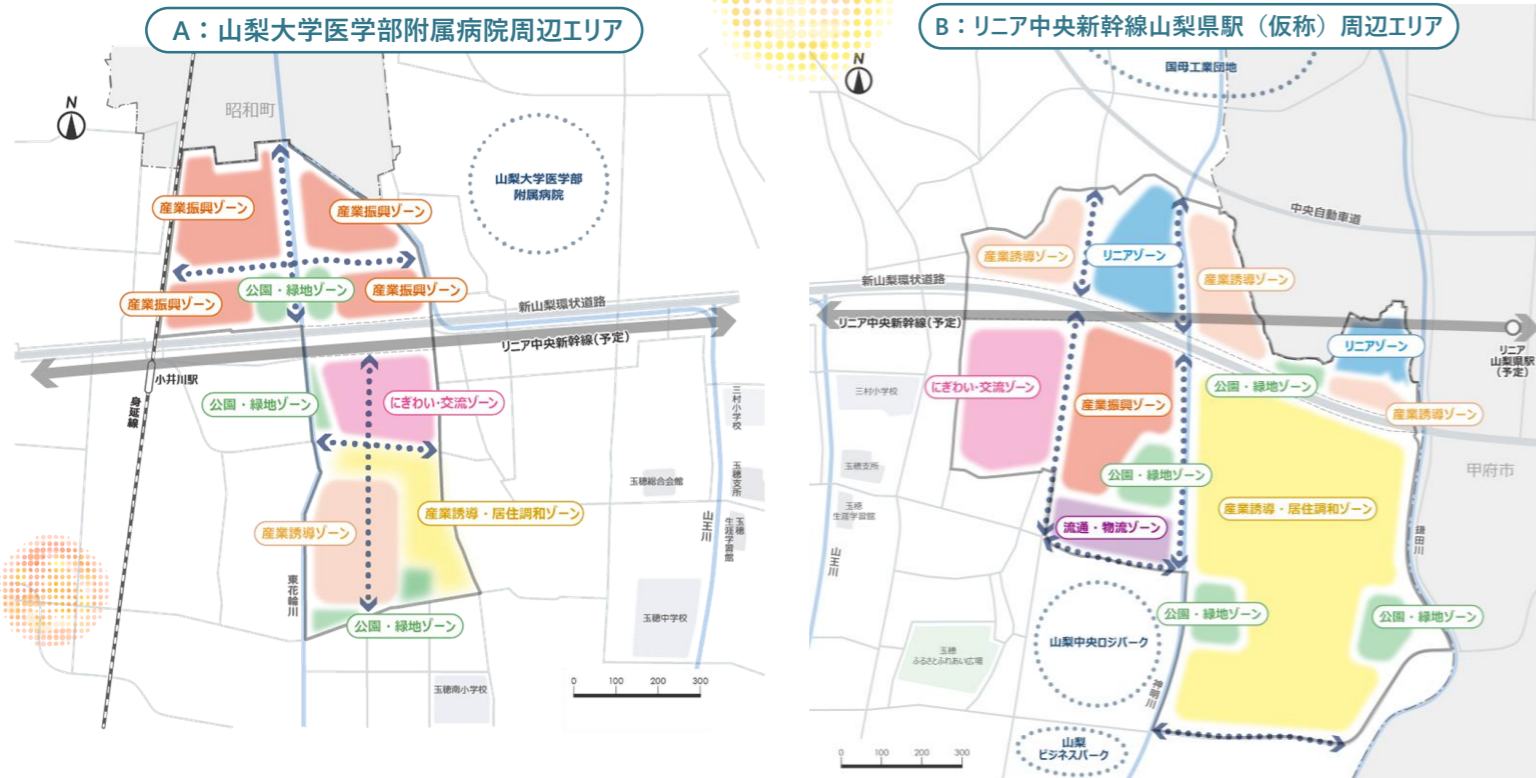 A：山梨大学医学部附属病院周辺エリア
N
昭和町
山梨大学医学部
附属病院
産業振興ゾーン
産業振興ゾーン
産業振興ゾーン
公園・緑地ゾーン
産業振興ゾーン
新山梨環状道路
リニア中央新幹線(予定)
小井川駅
身延線
公園・緑地ゾーン
にぎわい・交流ゾーン
三村小学校
玉穂総合会館
玉穂支所
産業誘導・居住調和ゾーン
産業誘導ゾーン
山王川
玉穂
生涯学習館
東花輪川
公園・緑地ゾーン
玉穂中学校
玉穂南小学校
0 100 200 300
B：リニア中央新幹線山梨県駅（仮称）周辺エリア
N
国母工業団地
中央自動車道
産業誘導ゾーン
リニアゾーン
産業誘導ゾーン
新山梨環状道路
リニア中央新幹線(予定)
リニアゾーン
リニア
山梨県駅
(予定)
三村小学校
にぎわい・交流ゾーン
公園・緑地ゾーン
産業振興ゾーン
産業誘導ゾーン
玉穂支所
公園・緑地ゾーン
甲府市
玉穂
生涯学習館
流通・物流ゾーン
産業誘導・居住調和ゾーン
鎌田川
山王川
公園・緑地ゾーン
公園・緑地ゾーン
山梨中央ロジパーク
玉穂
ふるさとふれあい広場
神明川
山梨
ビジネスパーク
0 100 200 300